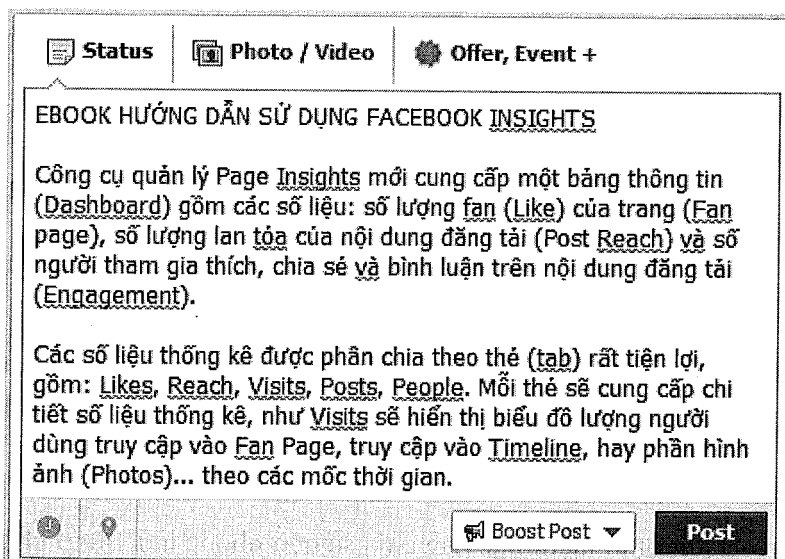 Status Photo / Video Offer, Event +
EBOOK HƯỚNG DẪN SỬ DỤNG FACEBOOK INSIGHTS
Công cụ quản lý Page Insights mới cung cấp một bảng thông tin
(Dashboard) gồm các số liệu: số lượng fan (Like) của trang (Fan
page), số lượng lan tỏa của nội dung đăng tải (Post Reach) và số
người tham gia thích, chia sẻ và bình luận trên nội dung đăng tải
(Engagement).
Các số liệu thống kê được phân chia theo thẻ (tab) rất tiện lợi,
gồm: Likes, Reach, Visits, Posts, People. Mỗi thẻ sẽ cung cấp chi
tiết số liệu thống kê, như Visits sẽ hiển thị biểu đồ lượng người
dùng truy cập vào Fan Page, truy cập vào Timeline, hay phần hình
ảnh (Photos)... theo các mốc thời gian.
Boost Post Post